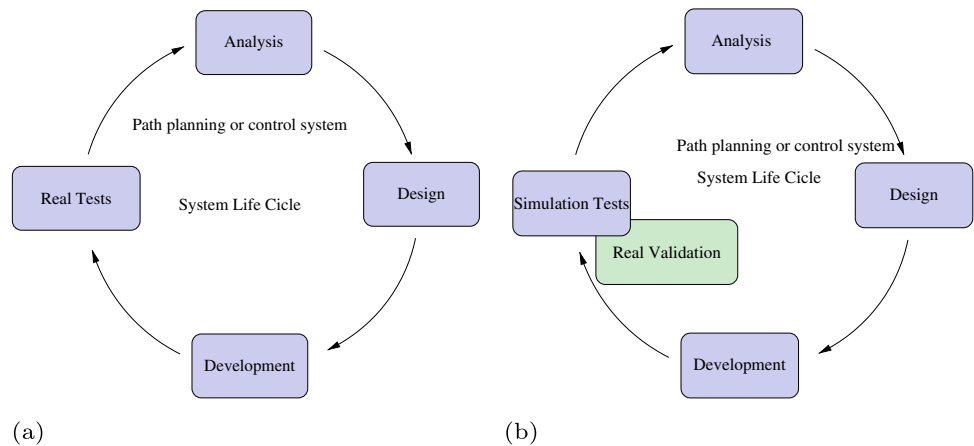 Analysis
Path planning or control system
Real Tests
System Life Cicle
Design
Development
(a)
Analysis
Path planning or control system
System Life Cicle
Simulation Tests
Design
Real Validation
Development
(b)